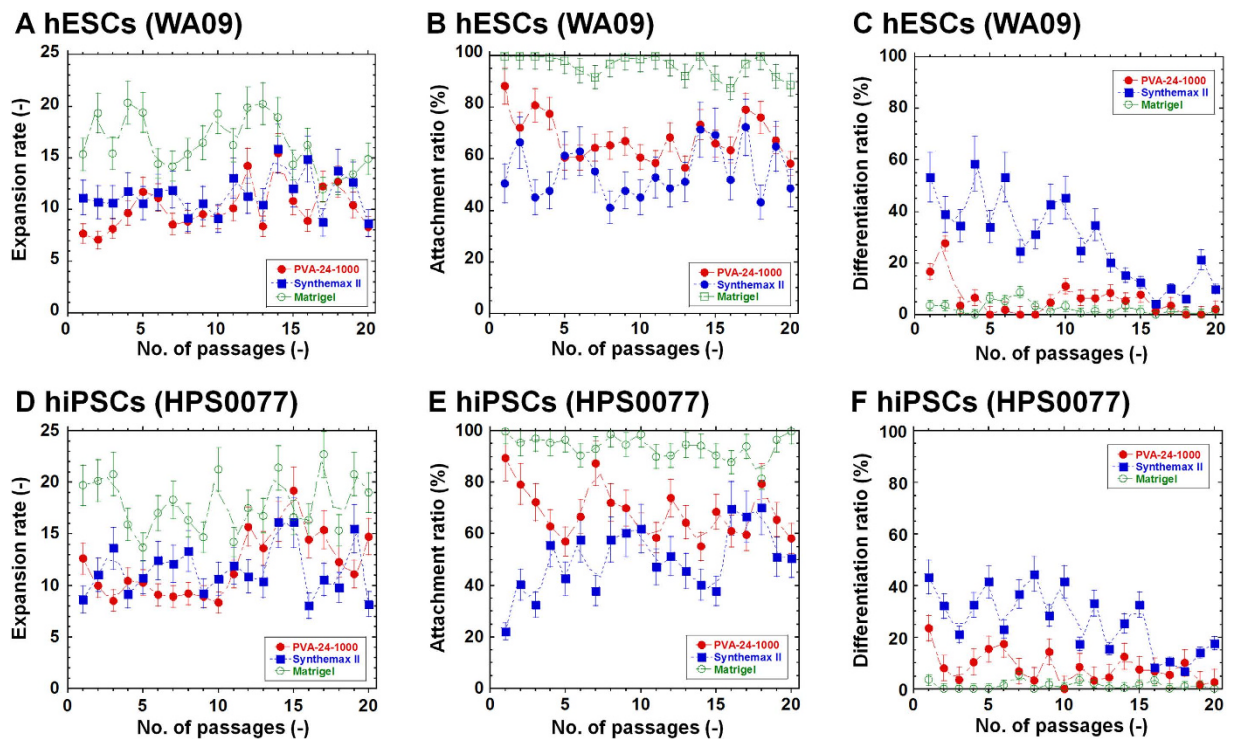 A hESCs (WA09)
25
20
15
10
5
0
Expansion rate (-)
PVA-24-1000
Synthemax II
Matrigel
0 5 10 15 20
No. of passages (-)
B hESCs (WA09)
100
80
60
40
20
0
Attachment ratio (%)
PVA-24-1000
Synthemax II
Matrigel
0 5 10 15 20
No. of passages (-)
C hESCs (WA09)
100
80
60
40
20
0
Differentiation ratio (%)
PVA-24-1000
Synthemax II
Matrigel
0 5 10 15 20
No. of passages (-)
D hiPSCs (HPS0077)
25
20
15
10
5
0
Expansion rate (-)
PVA-24-1000
Synthemax II
Matrigel
0 5 10 15 20
No. of passages (-)
E hiPSCs (HPS0077)
100
80
60
40
20
0
Attachment ratio (%)
PVA-24-1000
Synthemax II
Matrigel
0 5 10 15 20
No. of passages (-)
F hiPSCs (HPS0077)
100
80
60
40
20
0
Differentiation ratio (%)
PVA-24-1000
Synthemax II
Matrigel
0 5 10 15 20
No. of passages (-)